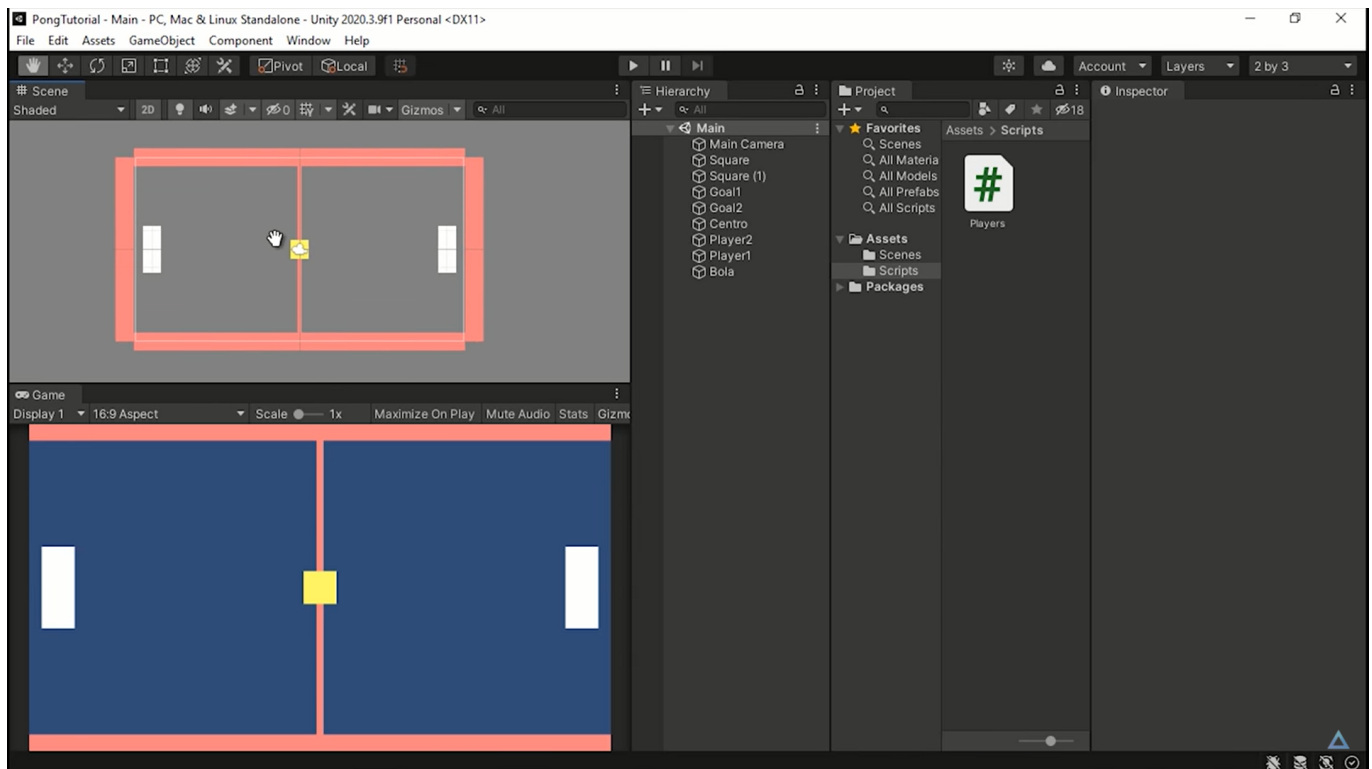 PongTutorial - Main - PC, Mac & Linux Standalone - Unity 2020.3.9f1 Personal <DX11>
File Edit Assets GameObject Component Window Help
Pivot Local Account Layers 2 by 3
Scene
Shaded 2D 0 Gizmos All
Hierarchy
All
Main
Main Camera
Square
Square (1)
Goal1
Goal2
Centro
Player2
Player1
Bola
Project
18
Favorites
Scenes
All Materia
All Models
All Prefabs
All Scripts
Assets
Scenes
Scripts
Packages
Assets > Scripts
#
Players
Inspector
Game
Display 1 16:9 Aspect Scale 1x Maximize On Play Mute Audio Stats Gizmo